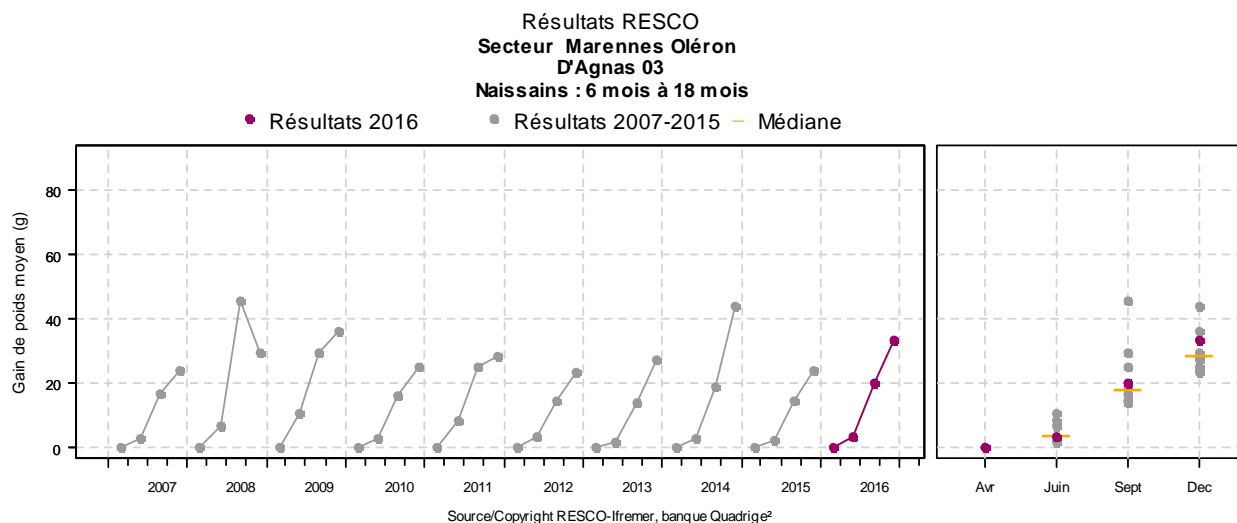 Résultats RESCO
Secteur Marennes Oléron
D'Agnas 03
Naissains : 6 mois à 18 mois
Résultats 2016 Résultats 2007-2015 Médiane
Gain de poids moyen (g)
80
60
40
20
0
2007 2008 2009 2010 2011 2012 2013 2014 2015 2016
Avr Juin Sept Dec
Source/Copyright RESCO-Ifremer, banque Quadrige²